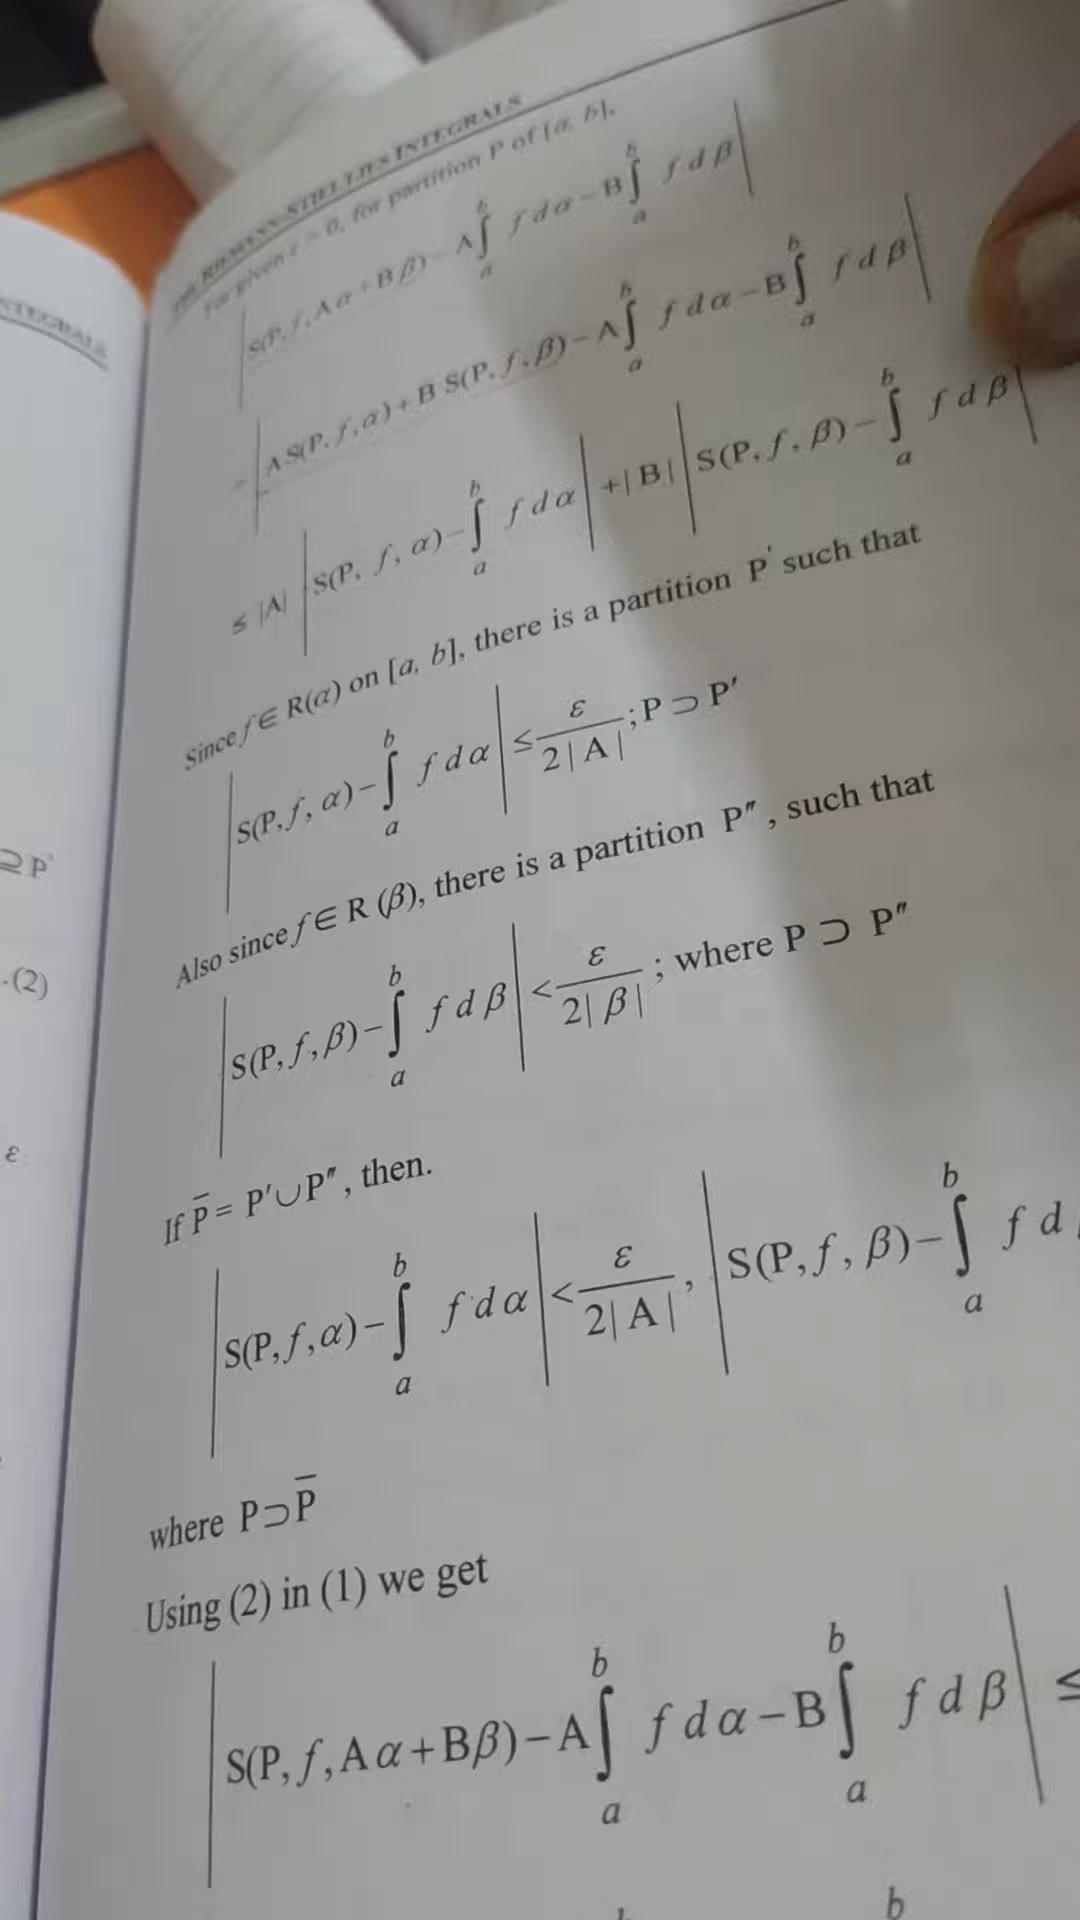 NTEGRALS
⊇ P'
.(2)
ε
THE RIEMANN-STIELTJES INTEGRALS
For given ε > 0, for partition P of [a, b],
|S(P, f, Aα + Bβ) − A∫_a^b f dα − B∫_a^b f dβ|
= |A S(P, f, α) + B S(P, f, β) − A∫_a^b f dα − B∫_a^b f dβ|
≤ |A| |S(P, f, α) − ∫_a^b f dα| + |B| |S(P, f, β) − ∫_a^b f dβ|
Since f ∈ R(α) on [a, b], there is a partition P' such that
|S(P, f, α) − ∫_a^b f dα| ≤ ε/2|A| ; P ⊃ P′
Also since f ∈ R (β), there is a partition P″, such that
|S(P, f, β) − ∫_a^b f dβ| < ε/2|β| ; where P ⊃ P″
If P̄ = P′∪P″, then.
|S(P, f, α) − ∫_a^b f dα| < ε/2|A| , |S(P, f, β) − ∫_a^b f d
where P⊃P̄
Using (2) in (1) we get
|S(P, f, Aα + Bβ) − A∫_a^b f dα − B∫_a^b f dβ| ≤
b